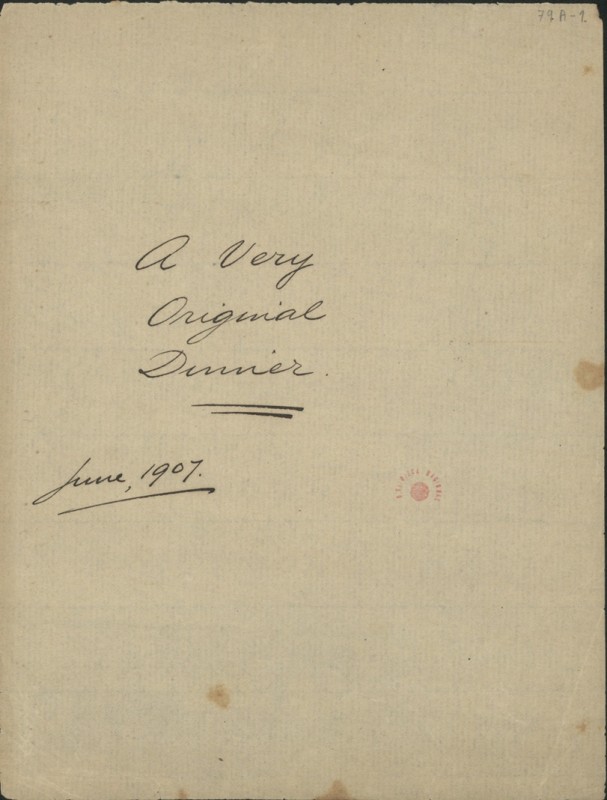 79A-1
A Very
Original
Dinner.
June, 1907.